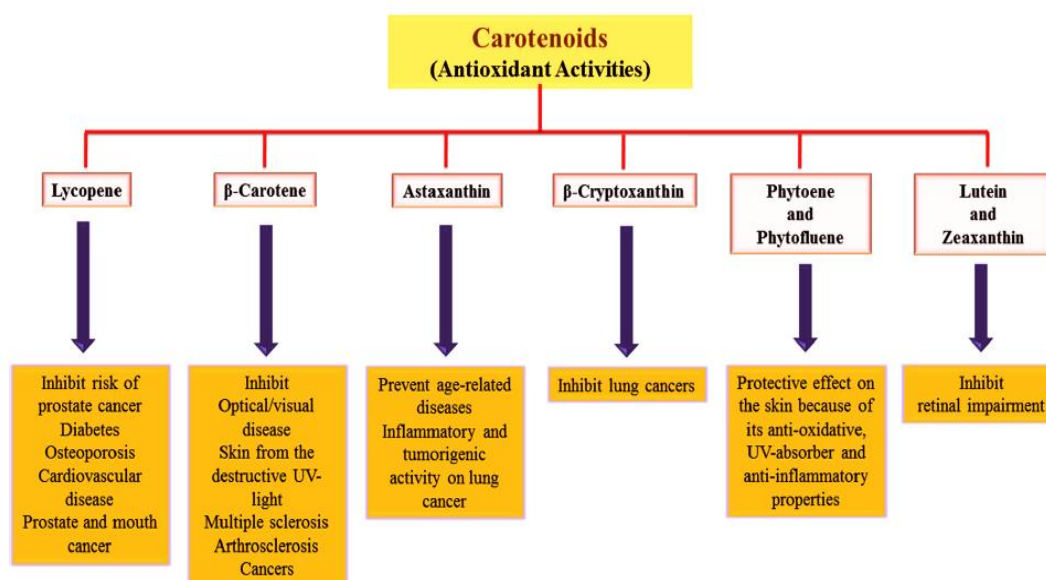 Carotenoids
(Antioxidant Activities)
Lycopene
β-Carotene
Astaxanthin
β-Cryptoxanthin
Phytoene
and
Phytofluene
Lutein
and
Zeaxanthin
Inhibit risk of
prostate cancer
Diabetes
Osteoporosis
Cardiovascular
disease
Prostate and mouth
cancer
Inhibit
Optical/visual
disease
Skin from the
destructive UV-
light
Multiple sclerosis
Arthrosclerosis
Cancers
Prevent age-related
diseases
Inflammatory and
tumorigenic
activity on lung
cancer
Inhibit lung cancers
Protective effect on
the skin because of
its anti-oxidative,
UV-absorber and
anti-inflammatory
properties
Inhibit
retinal impairment